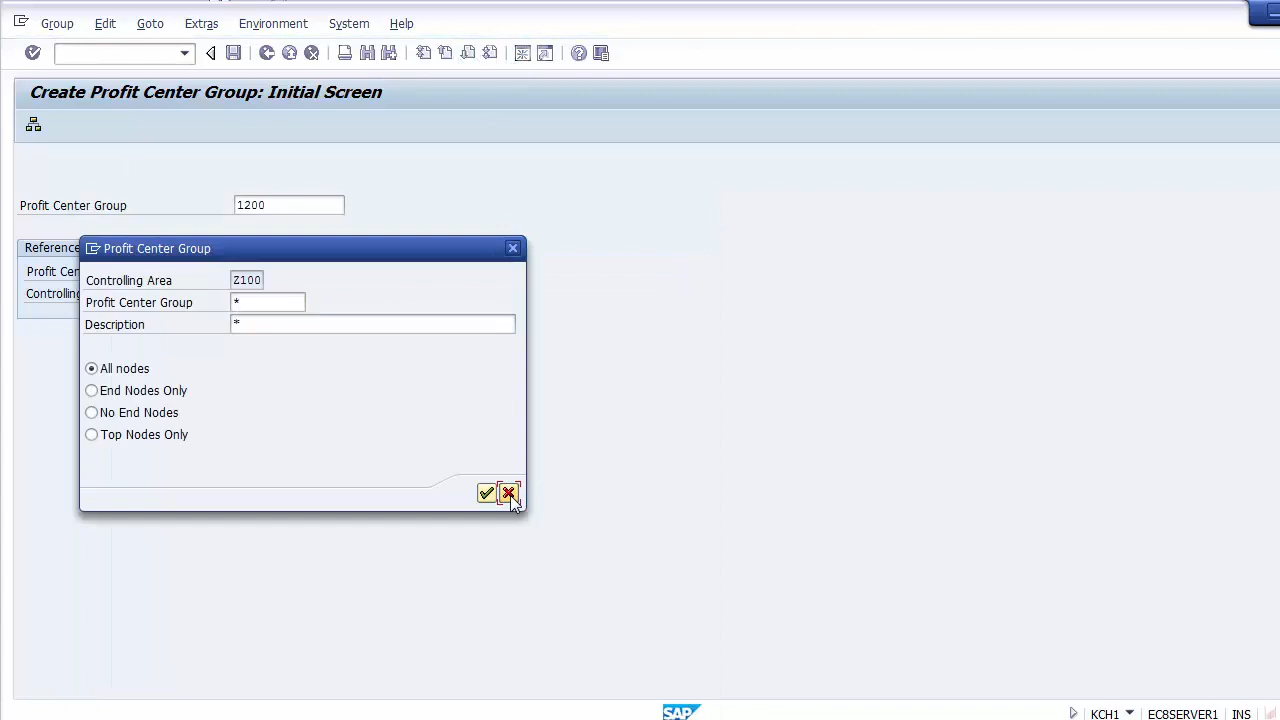 Group Edit Goto Extras Environment System Help
Create Profit Center Group: Initial Screen
Profit Center Group 1200
Reference
Profit Cen
Controlling
Profit Center Group
Controlling Area Z100
Profit Center Group *
Description *
All nodes
End Nodes Only
No End Nodes
Top Nodes Only
SAP KCH1 EC8SERVER1 INS